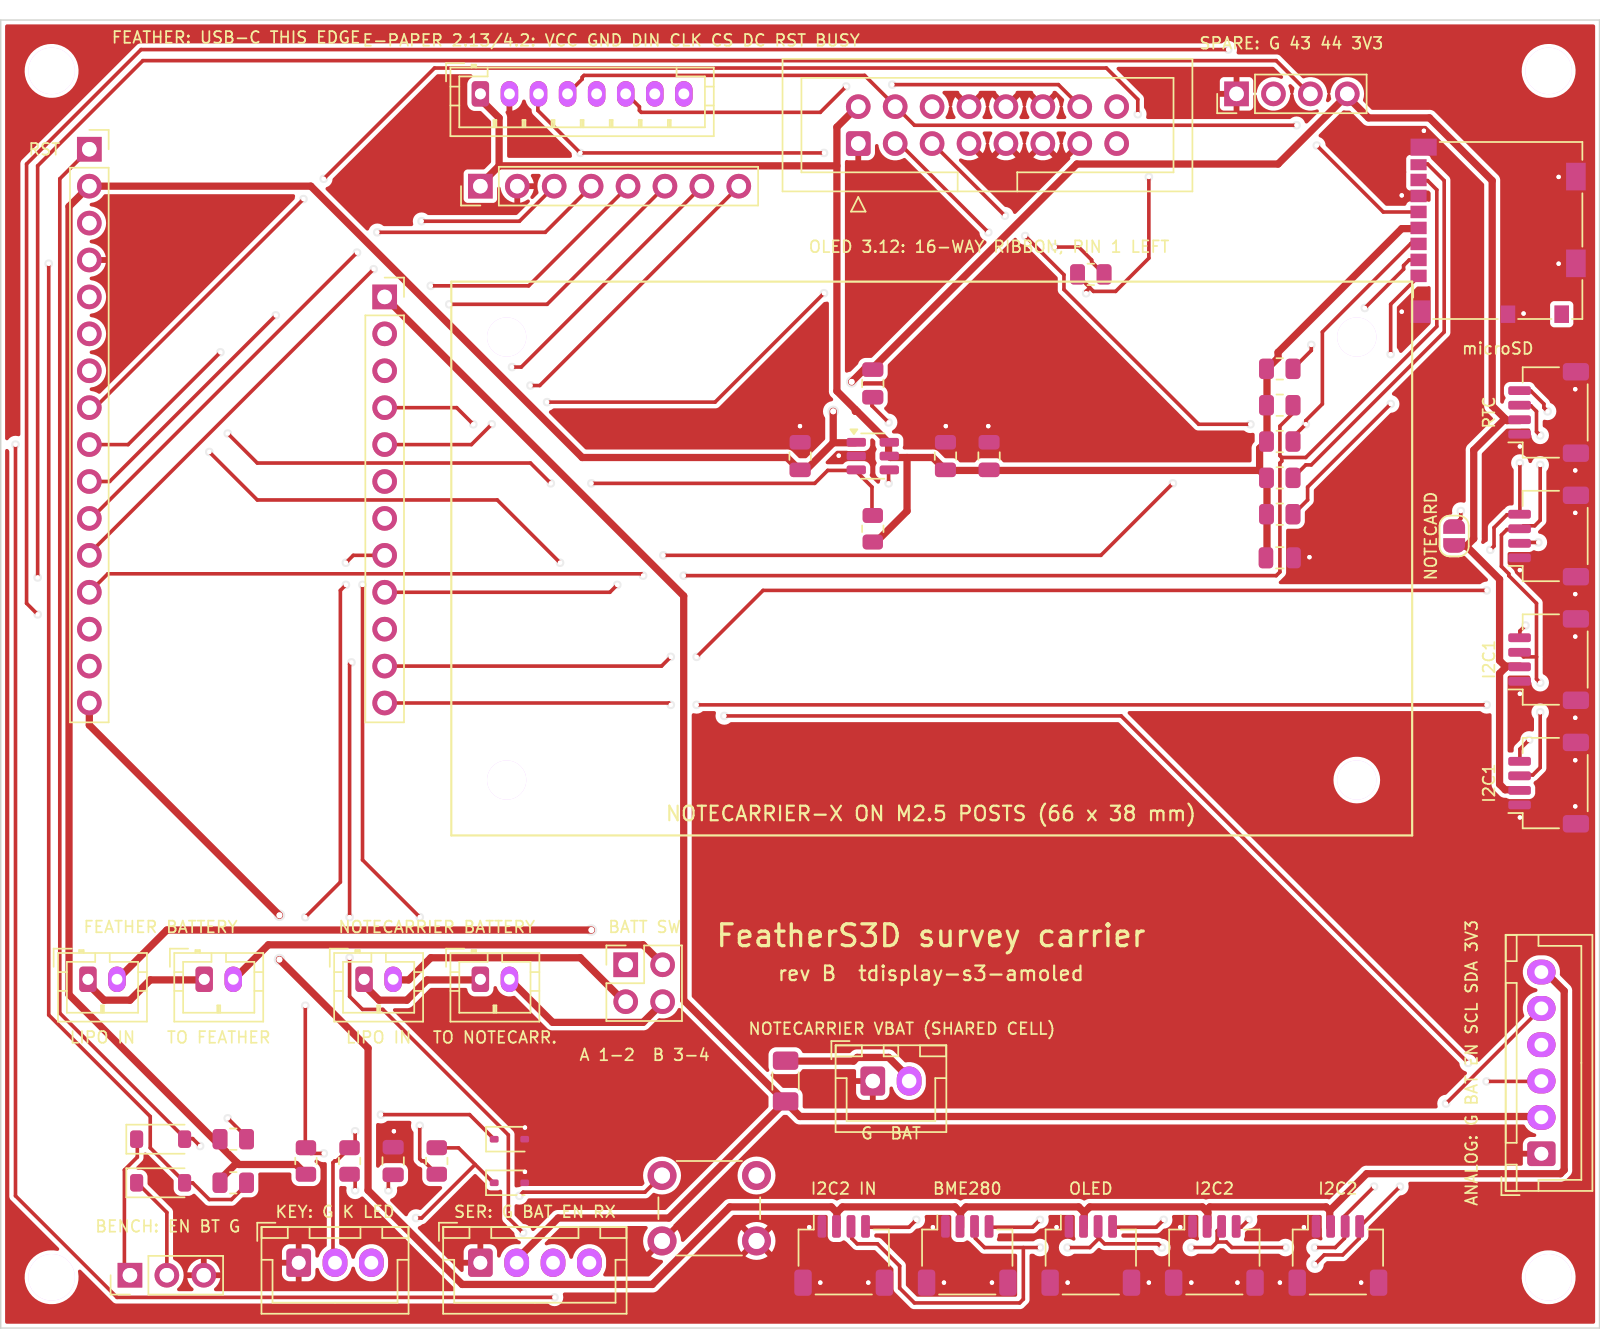 FEATHER: USB-C THIS EDGE
E-PAPER 2.13/4.2: VCC GND DIN CLK CS DC RST BUSY
SPARE: G 43 44 3V3
RST
OLED 3.12: 16-WAY RIBBON, PIN 1 LEFT
microSD
RTC
NOTECARD
I2C1
I2C1
NOTECARRIER-X ON M2.5 POSTS (66 x 38 mm)
FEATHER BATTERY
NOTECARRIER BATTERY
BATT SW
FeatherS3D survey carrier
rev B  tdisplay-s3-amoled
LIPO IN
TO FEATHER
LIPO IN
TO NOTECARR.
A 1-2  B 3-4
NOTECARRIER VBAT (SHARED CELL)
G  BAT
ANALOG: G BAT EN SCL SDA 3V3
BENCH: EN BT G
KEY: G K LED
SER: G BAT EN RX
I2C2 IN
BME280
OLED
I2C2
I2C2